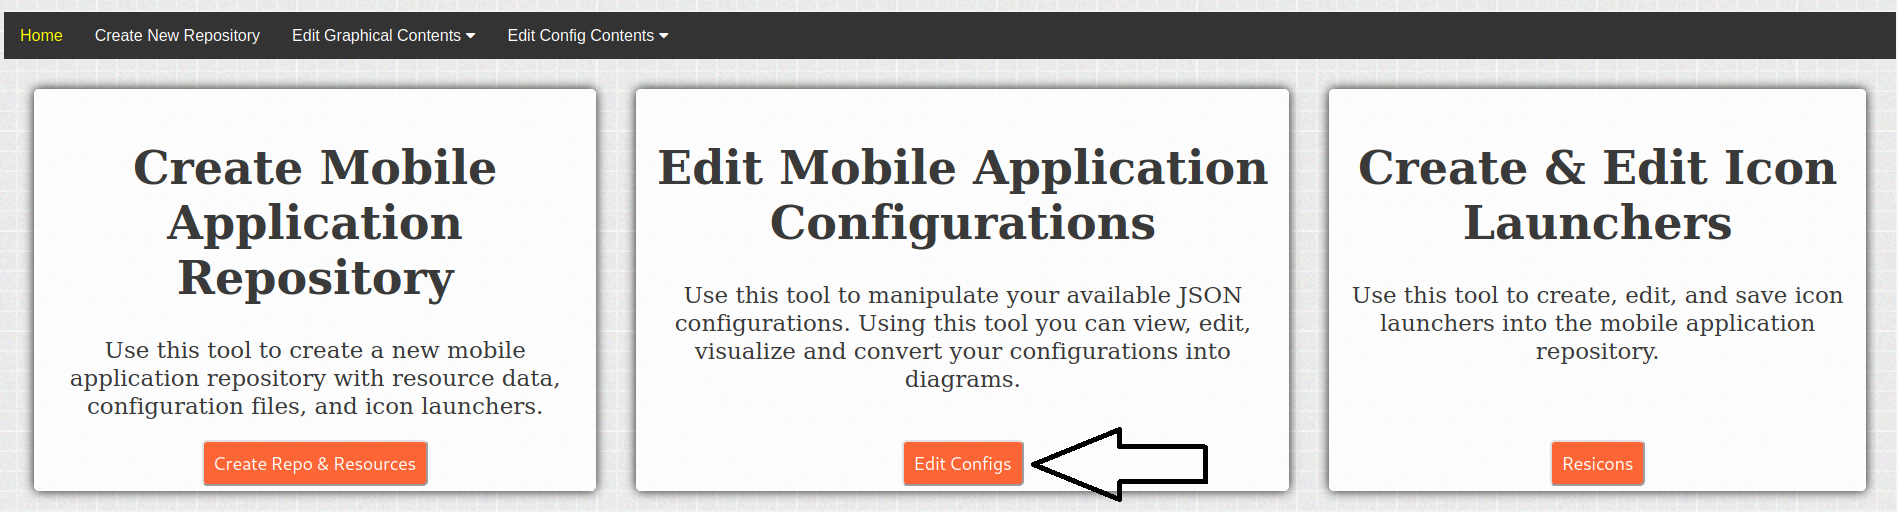 Home Create New Repository Edit Graphical Contents Edit Config Contents
Create Mobile
Application
Repository
Use this tool to create a new mobile
application repository with resource data,
configuration files, and icon launchers.
Create Repo & Resources
Edit Mobile Application
Configurations
Use this tool to manipulate your available JSON
configurations. Using this tool you can view, edit,
visualize and convert your configurations into
diagrams.
Edit Configs
Create & Edit Icon
Launchers
Use this tool to create, edit, and save icon
launchers into the mobile application
repository.
Resicons